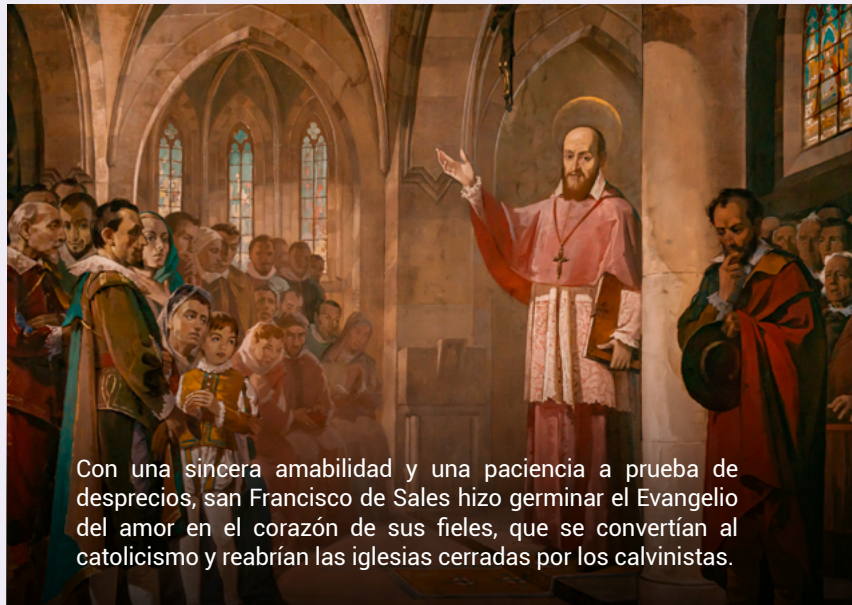 Con una sincera amabilidad y una paciencia a prueba de
desprecios, san Francisco de Sales hizo germinar el Evangelio
del amor en el corazón de sus fieles, que se convertían al
catolicismo y reabrían las iglesias cerradas por los calvinistas.